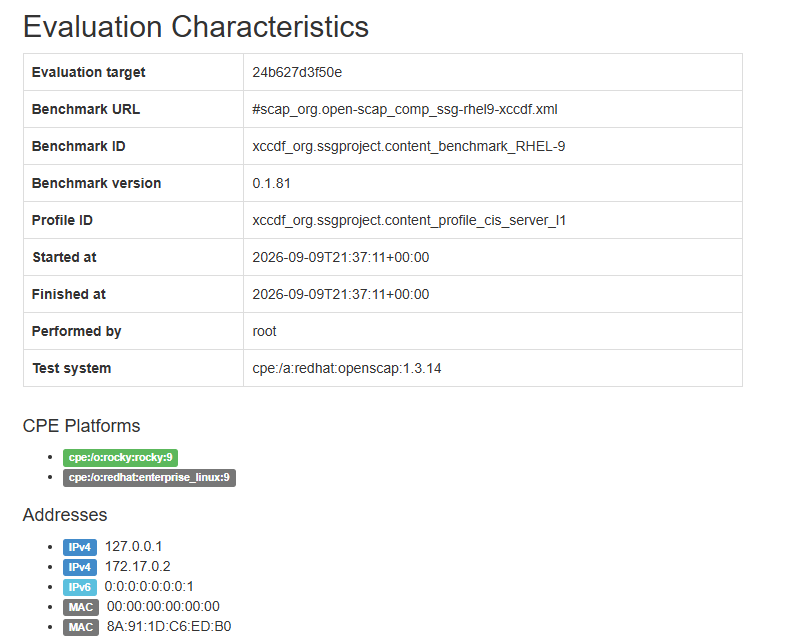 Evaluation Characteristics
Evaluation target 24b627d3f50e
Benchmark URL #scap_org.open-scap_comp_ssg-rhel9-xccdf.xml
Benchmark ID xccdf_org.ssgproject.content_benchmark_RHEL-9
Benchmark version 0.1.81
Profile ID xccdf_org.ssgproject.content_profile_cis_server_l1
Started at 2026-09-09T21:37:11+00:00
Finished at 2026-09-09T21:37:11+00:00
Performed by root
Test system cpe:/a:redhat:openscap:1.3.14
CPE Platforms
cpe:/o:rocky:rocky:9
cpe:/o:redhat:enterprise_linux:9
Addresses
IPv4 127.0.0.1
IPv4 172.17.0.2
IPv6 0:0:0:0:0:0:0:1
MAC 00:00:00:00:00:00
MAC 8A:91:1D:C6:ED:B0